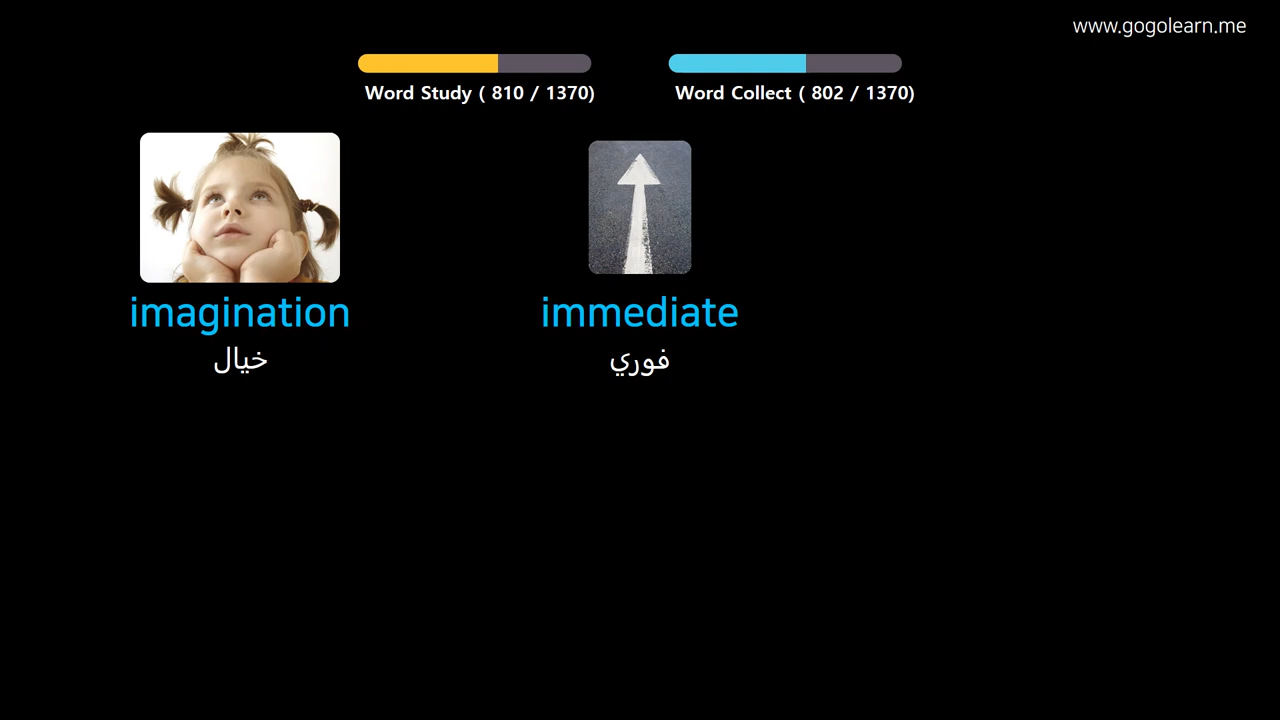 www.gogolearn.me
Word Study ( 810 / 1370)
Word Collect ( 802 / 1370)
imagination
immediate
خيال
فوري